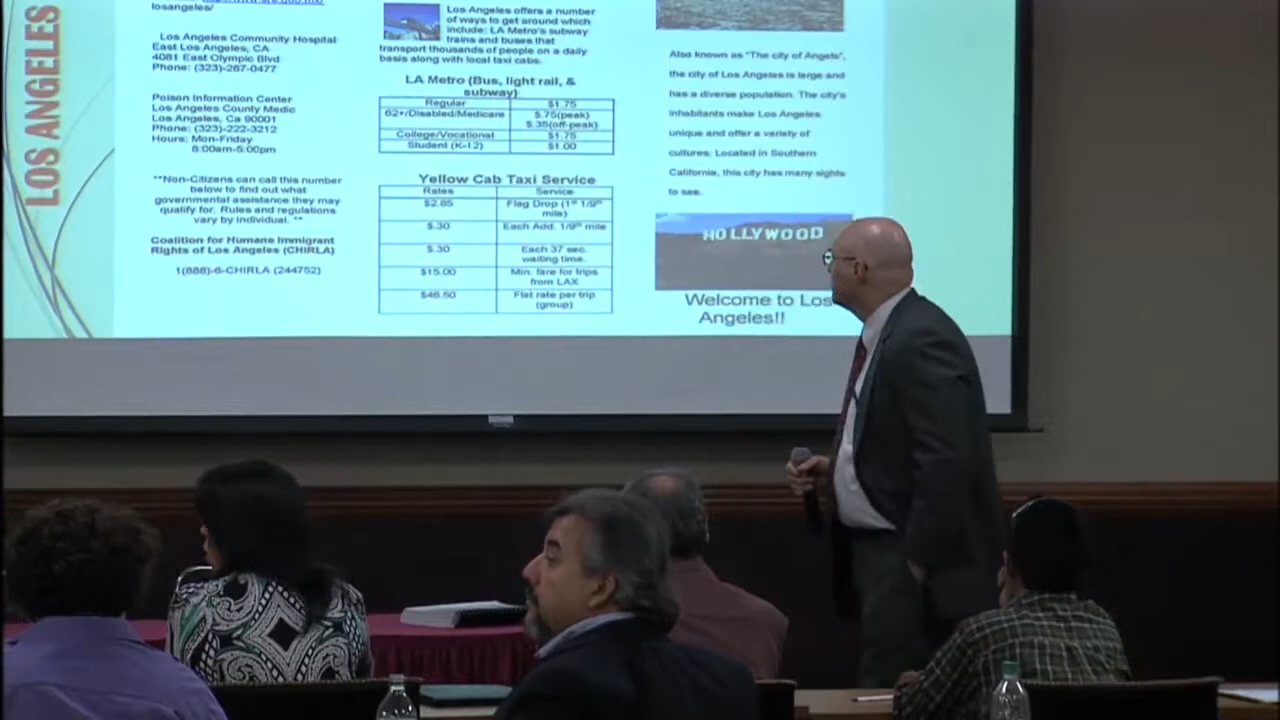 LOS ANGELES
losangeles/
Los Angeles Community Hospital
East Los Angeles, CA
4081 East Olympic Blvd
Phone: (323)-267-0477
Poison Information Center
Los Angeles County Medic
Los Angeles, Ca 90001
Phone: (323)-222-3212
Hours: Mon-Friday
8:00am-5:00pm
**Non-Citizens can call this number
below to find out what
governmental assistance they may
qualify for. Rules and regulations
vary by individual. **
Coalition for Humane Immigrant
Rights of Los Angeles (CHIRLA)
1(888)-6-CHIRLA (244752)
Los Angeles offers a number
of ways to get around which
include: LA Metro's subway
trains and buses that
transport thousands of people on a daily
basis along with local taxi cabs.
LA Metro (Bus, light rail, &
subway)
Regular $1.75
62+/Disabled/Medicare $.75(peak)
$.35(off-peak)
College/Vocational $1.75
Student (K-12) $1.00
Yellow Cab Taxi Service
Rates Service
$2.85 Flag Drop (1st 1/9th
mile)
$.30 Each Add. 1/9th mile
$.30 Each 37 sec.
waiting time.
$15.00 Min. fare for trips
from LAX
$46.50 Flat rate per trip
(group)
Also known as "The city of Angels",
the city of Los Angeles is large and
has a diverse population. The city's
inhabitants make Los Angeles
unique and offer a variety of
cultures. Located in Southern
California, this city has many sights
to see.
HOLLYWOOD
Welcome to Los
Angeles!!